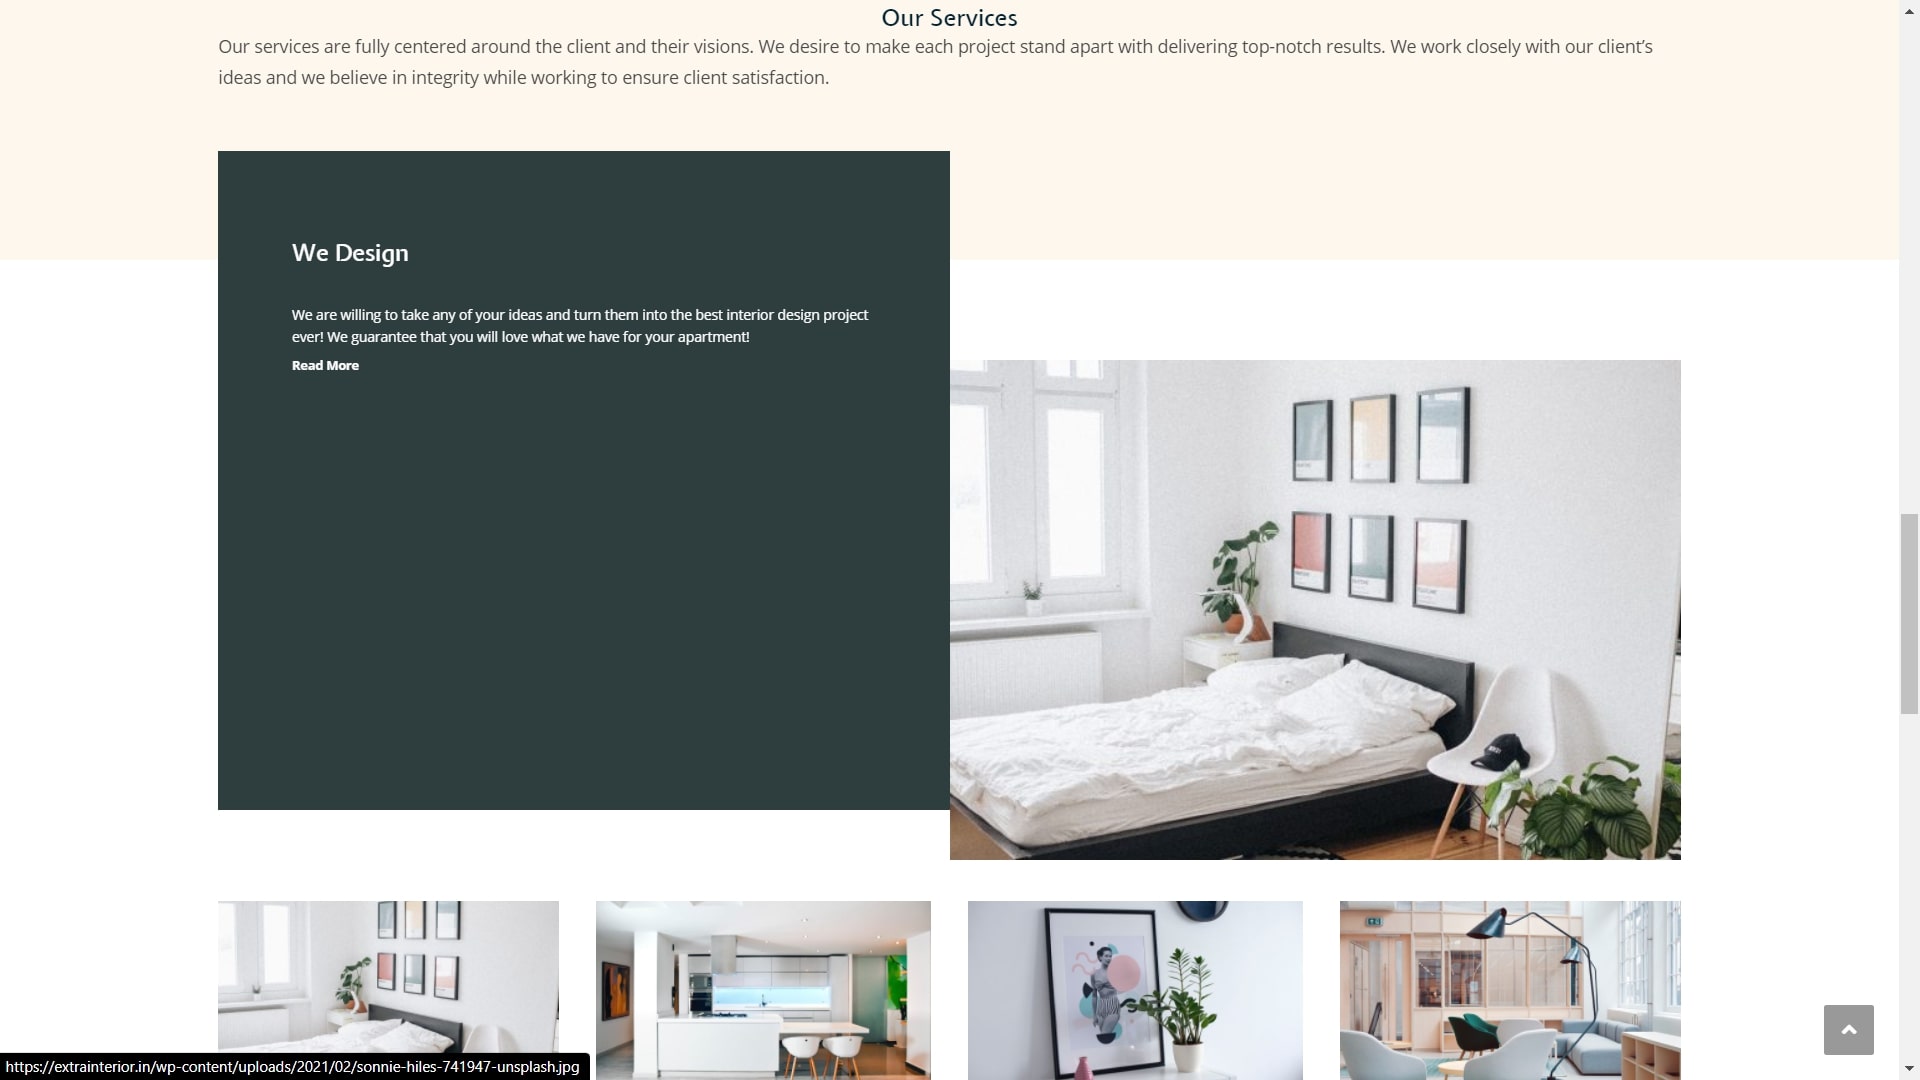 Our Services
Our services are fully centered around the client and their visions. We desire to make each project stand apart with delivering top-notch results. We work closely with our client’s
ideas and we believe in integrity while working to ensure client satisfaction.
We Design
We are willing to take any of your ideas and turn them into the best interior design project
ever! We guarantee that you will love what we have for your apartment!
Read More
https://extrainterior.in/wp-content/uploads/2021/02/sonnie-hiles-741947-unsplash.jpg